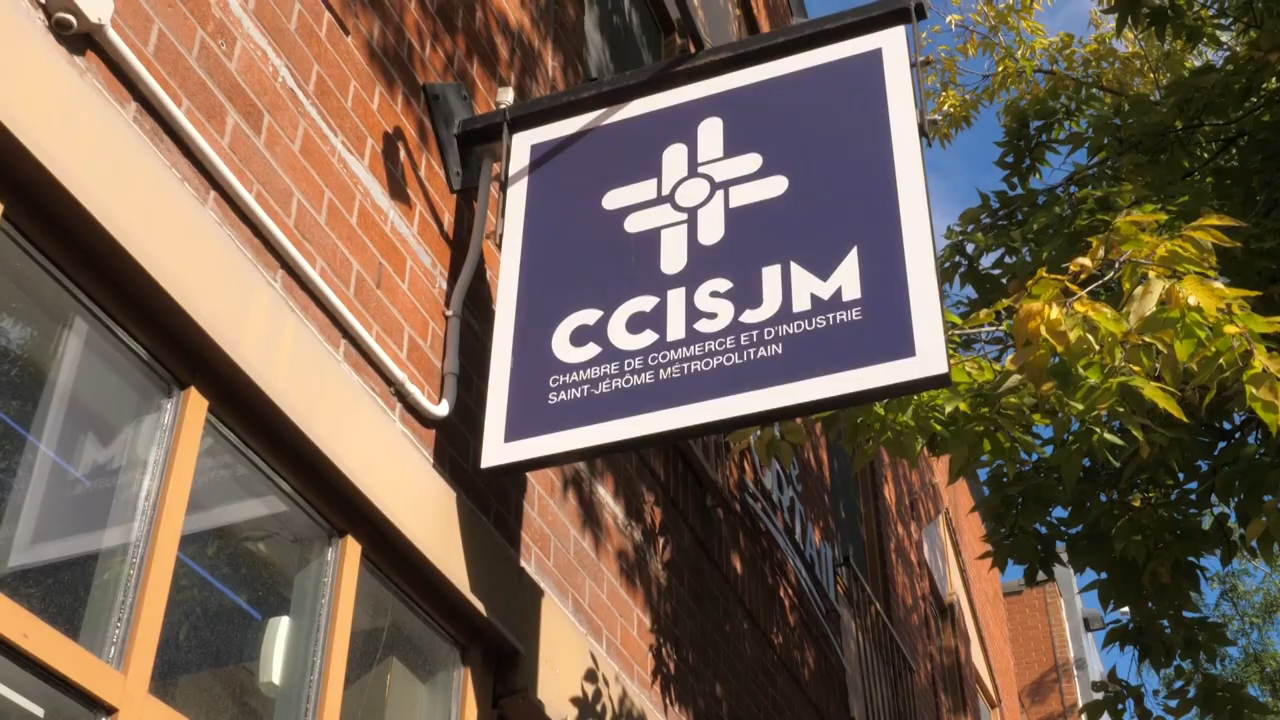 CCISJM
CHAMBRE DE COMMERCE ET D'INDUSTRIE
SAINT-JÉRÔME MÉTROPOLITAIN